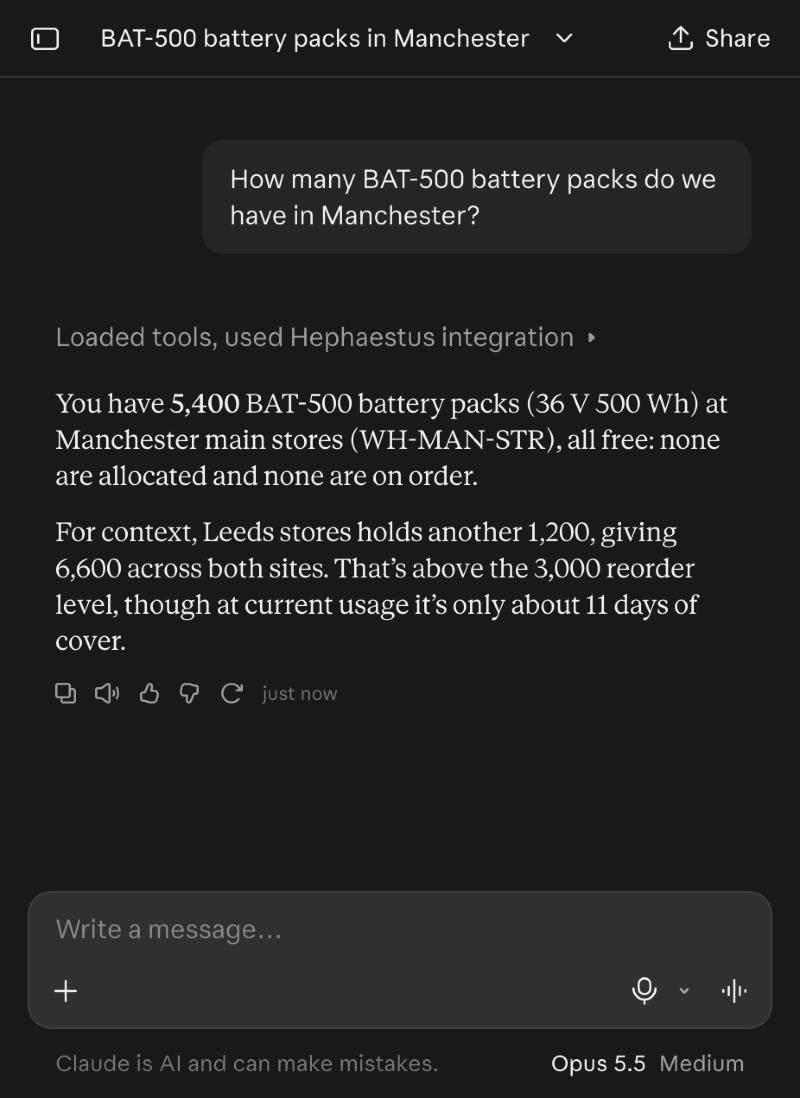 BAT-500 battery packs in Manchester
Share
How many BAT-500 battery packs do we
have in Manchester?
Loaded tools, used Hephaestus integration
You have 5,400 BAT-500 battery packs (36 V 500 Wh) at
Manchester main stores (WH-MAN-STR), all free: none
are allocated and none are on order.
For context, Leeds stores holds another 1,200, giving
6,600 across both sites. That’s above the 3,000 reorder
level, though at current usage it’s only about 11 days of
cover.
just now
Write a message…
Claude is AI and can make mistakes.
Opus 5.5 Medium